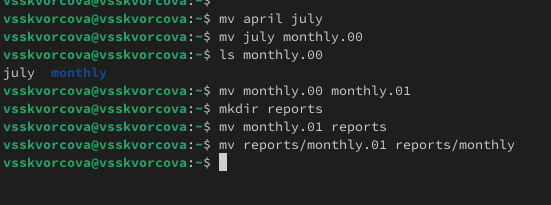 vsskvorcova@vsskvorcova:~$
vsskvorcova@vsskvorcova:~$ mv april july
vsskvorcova@vsskvorcova:~$ mv july monthly.00
vsskvorcova@vsskvorcova:~$ ls monthly.00
july monthly
vsskvorcova@vsskvorcova:~$ mv monthly.00 monthly.01
vsskvorcova@vsskvorcova:~$ mkdir reports
vsskvorcova@vsskvorcova:~$ mv monthly.01 reports
vsskvorcova@vsskvorcova:~$ mv reports/monthly.01 reports/monthly
vsskvorcova@vsskvorcova:~$